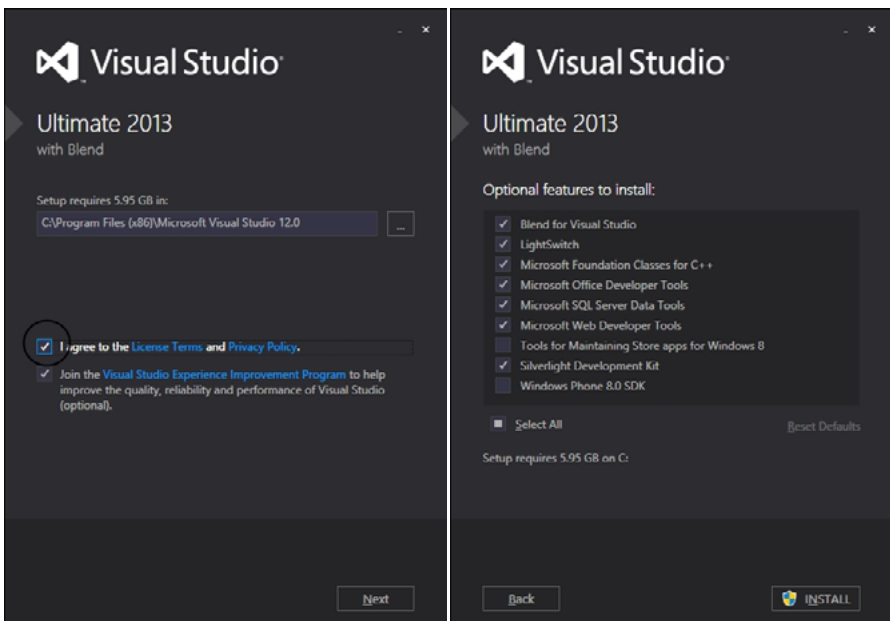 Visual Studio
Ultimate 2013
with Blend
Setup requires 5.95 GB in:
C:\Program Files (x86)\Microsoft Visual Studio 12.0
...
I agree to the License Terms and Privacy Policy.
Join the Visual Studio Experience Improvement Program to help
improve the quality, reliability and performance of Visual Studio
(optional).
Next
Visual Studio
Ultimate 2013
with Blend
Optional features to install:
Blend for Visual Studio
LightSwitch
Microsoft Foundation Classes for C++
Microsoft Office Developer Tools
Microsoft SQL Server Data Tools
Microsoft Web Developer Tools
Tools for Maintaining Store apps for Windows 8
Silverlight Development Kit
Windows Phone 8.0 SDK
Select All
Reset Defaults
Setup requires 5.95 GB on C:
Back
INSTALL